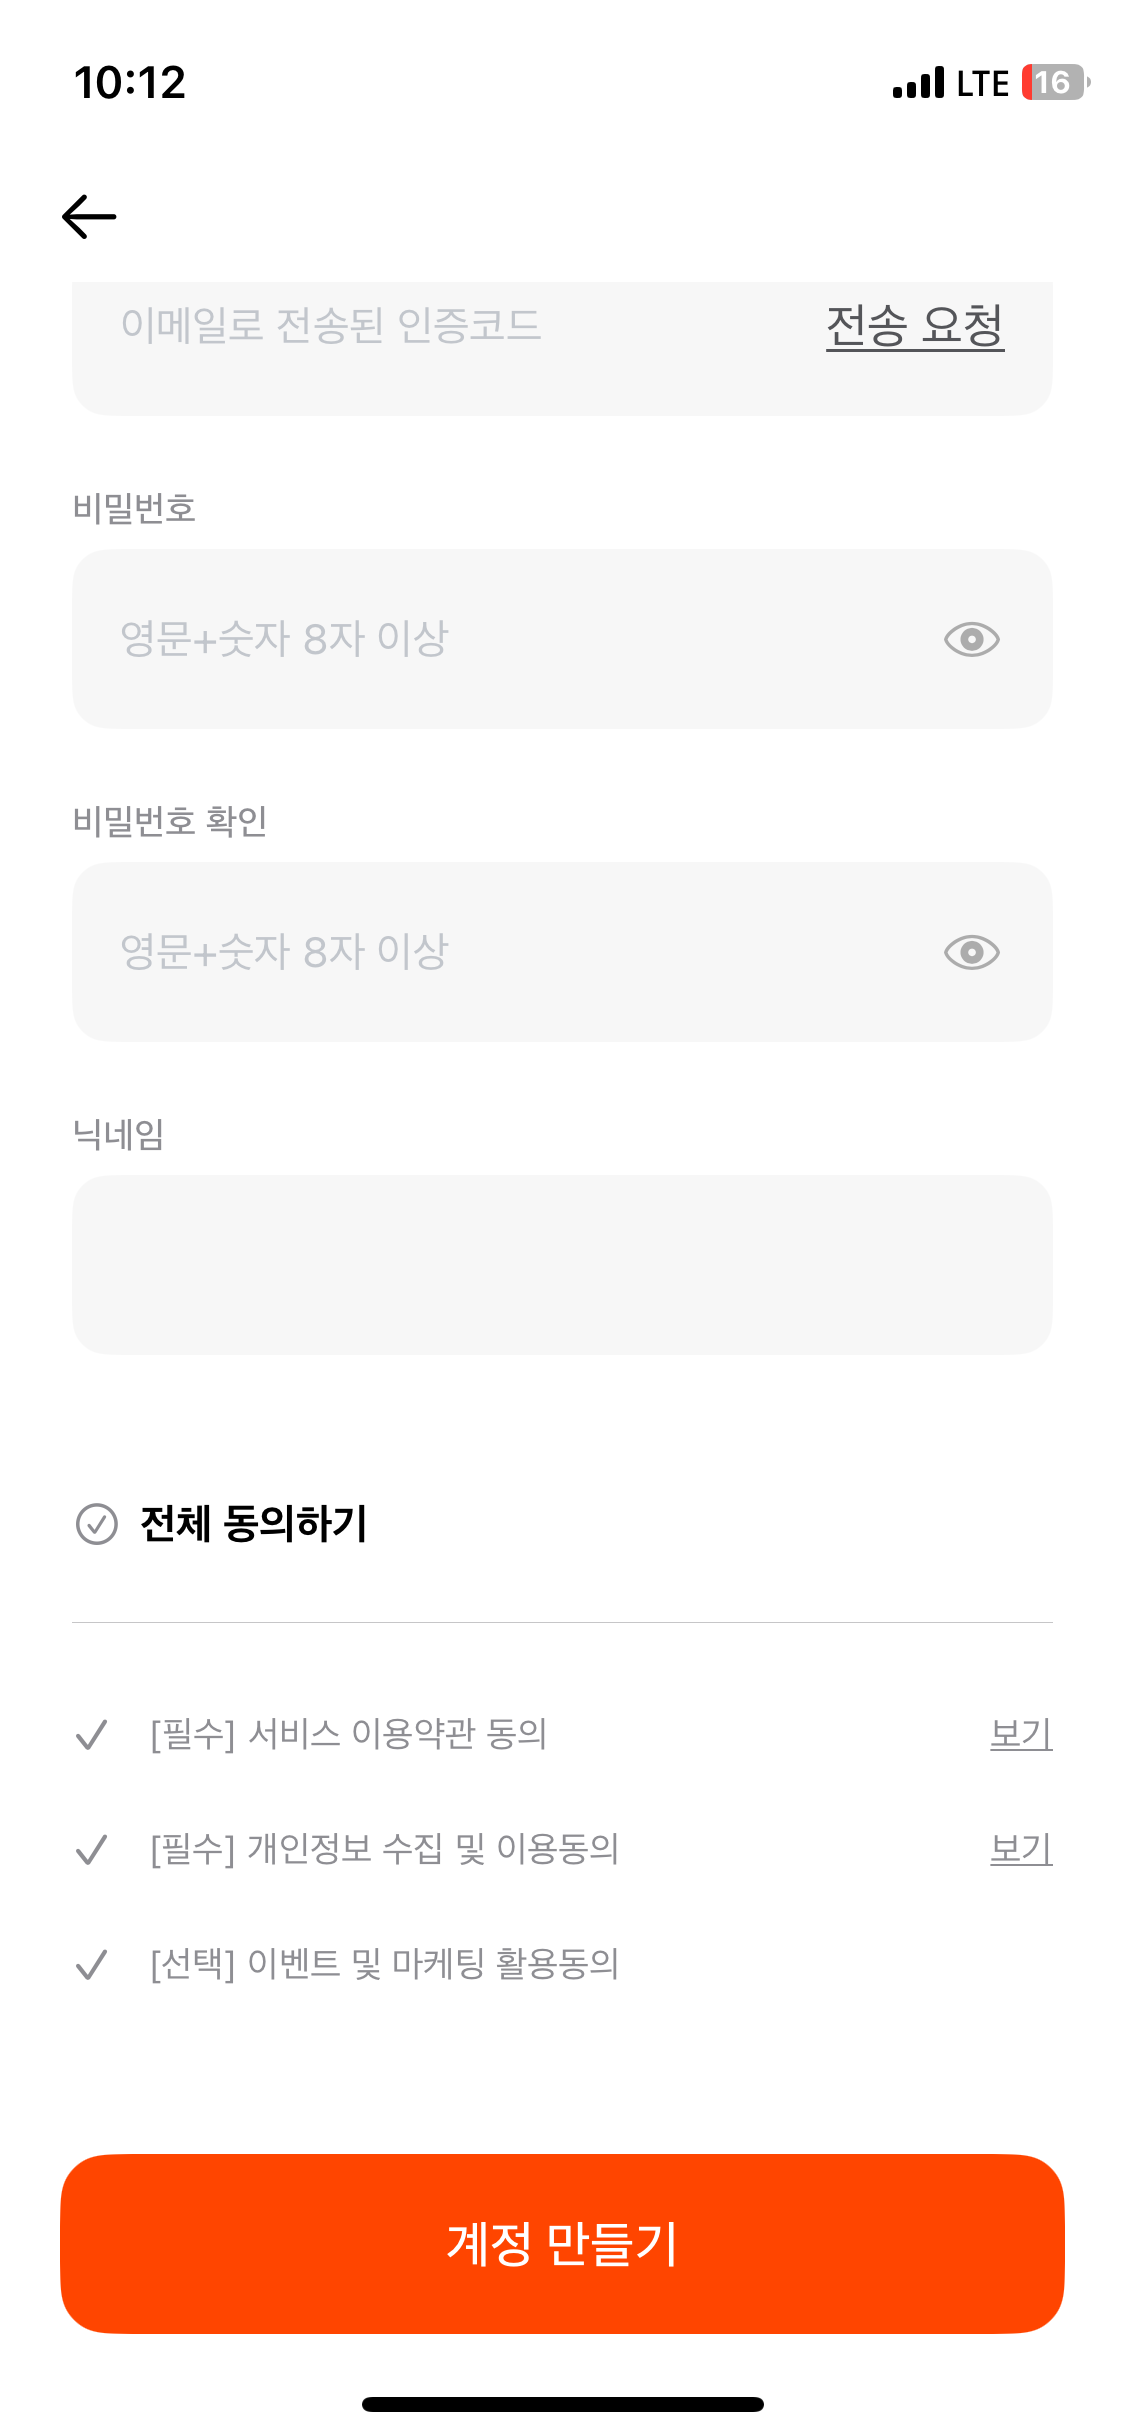 10:12 LTE 16
이메일로 전송된 인증코드 전송 요청
비밀번호
영문+숫자 8자 이상
비밀번호 확인
영문+숫자 8자 이상
닉네임
전체 동의하기
[필수] 서비스 이용약관 동의 보기
[필수] 개인정보 수집 및 이용동의 보기
[선택] 이벤트 및 마케팅 활용동의
계정 만들기